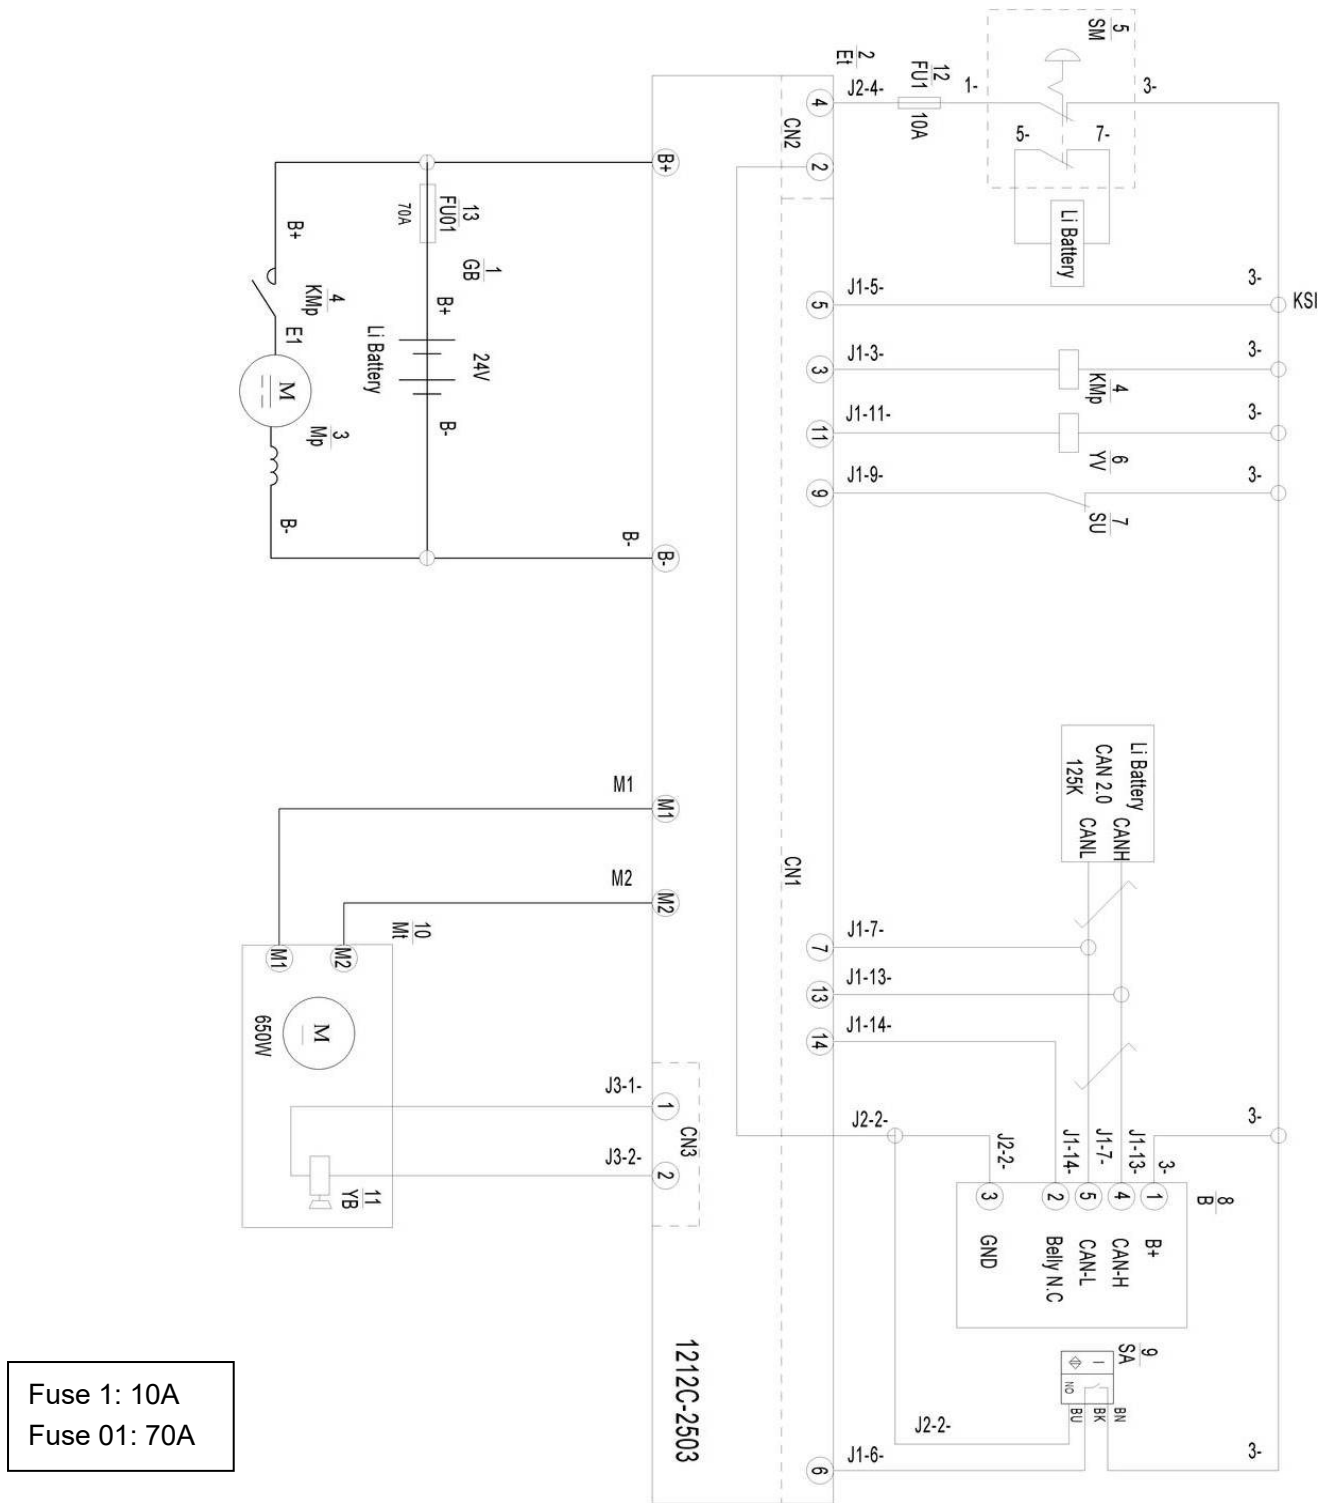 5
SM
2
Et
12
FU1
10A
J2-4-
1-
3-
5-
7-
Li Battery
4
CN2
2
B+
13
FU01
70A
B+
1
GB
B+
Li Battery
24V
B-
4
KMp
E1
M
3
Mp
B-
B-
B-
5
J1-5-
3-
KSI
3
J1-3-
4
KMp
3-
11
J1-11-
6
YV
3-
9
J1-9-
7
SU
3-
Li Battery
CAN 2.0
125K
CANH
CANL
CN1
M1
M1
M2
M2
10
Mt
M1
M2
M
650W
7
J1-7-
13
J1-13-
14
J1-14-
J3-1-
1
CN3
J3-2-
2
11
YB
J2-2-
J2-2-
J1-14-
J1-7-
J1-13-
3-
3-
3
2
5
4
1
8
B
GND
Belly N.C
CAN-L
CAN-H
B+
9
SA
I
NO
BU
BK
BN
J2-2-
6
J1-6-
3-
1212C-2503
Fuse 1: 10A
Fuse 01: 70A